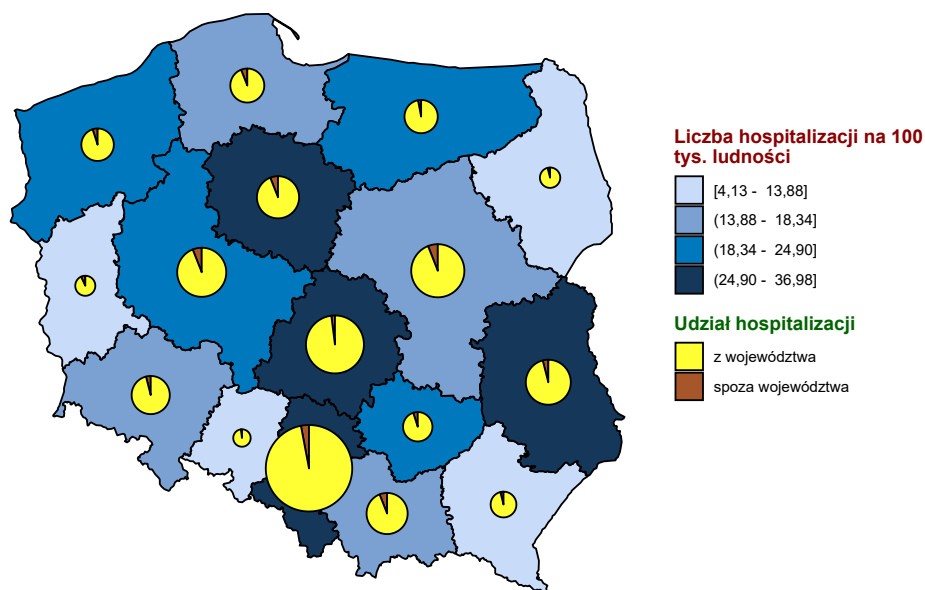 Liczba hospitalizacji na 100
tys. ludności
[4,13 - 13,88]
(13,88 - 18,34]
(18,34 - 24,90]
(24,90 - 36,98]
Udział hospitalizacji
z województwa
spoza województwa